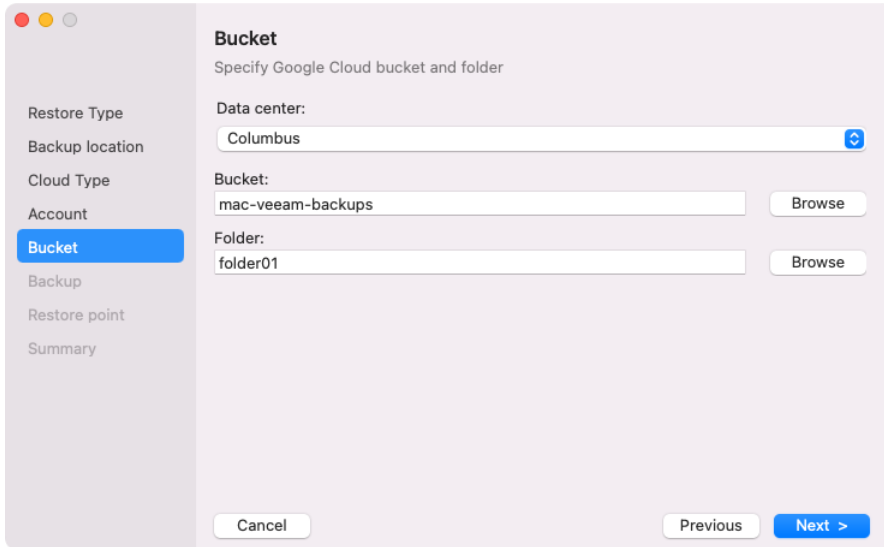 Bucket
Specify Google Cloud bucket and folder
Restore Type
Backup location
Cloud Type
Account
Bucket
Backup
Restore point
Summary
Data center:
Columbus
Bucket:
mac-veeam-backups
Browse
Folder:
folder01
Browse
Cancel
Previous
Next >